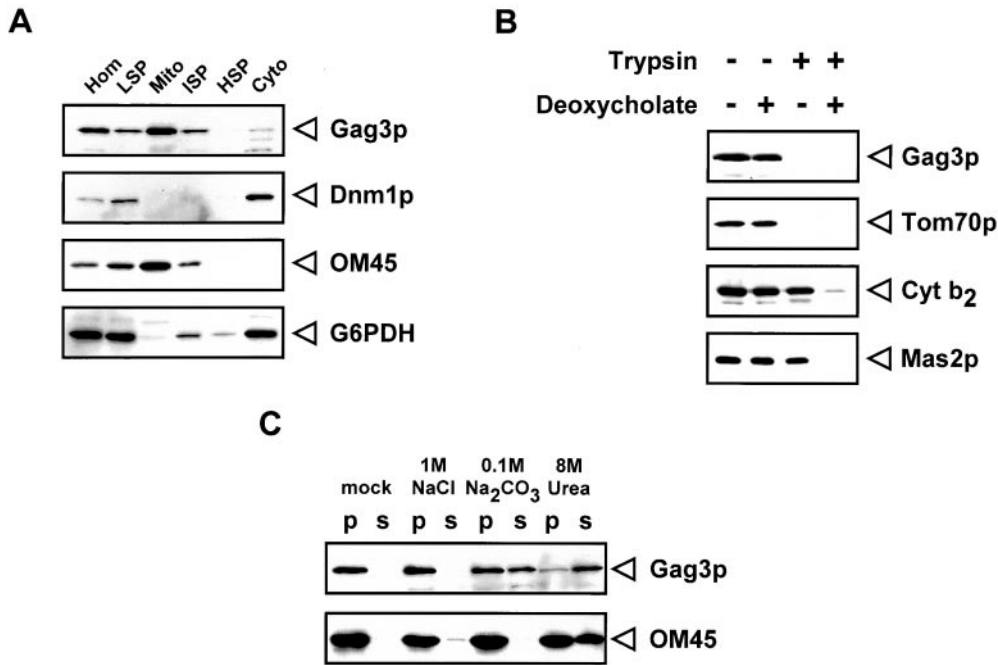 A
Hom LSP Mito ISP HSP Cyto
Gag3p
Dnm1p
OM45
G6PDH
B
Trypsin - - + +
Deoxycholate - + - +
Gag3p
Tom70p
Cyt b2
Mas2p
C
1M 0.1M 8M
mock NaCl Na2CO3 Urea
p s p s p s p s
Gag3p
OM45